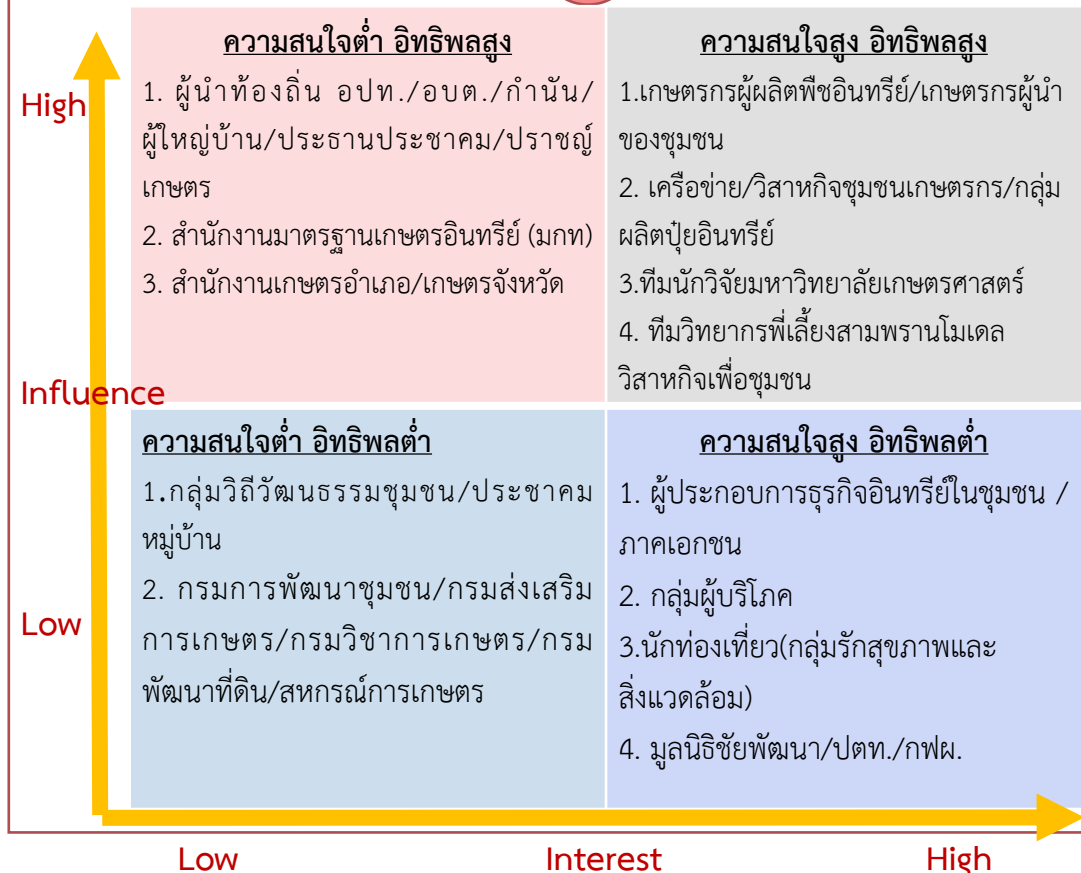 ความสนใจต่ำ อิทธิพลสูง
1. ผู้นำท้องถิ่น อปท./อบต./กำนัน/
ผู้ใหญ่บ้าน/ประธานประชาคม/ปราชญ์
เกษตร
2. สำนักงานมาตรฐานเกษตรอินทรีย์ (มกท)
3. สำนักงานเกษตรอำเภอ/เกษตรจังหวัด
ความสนใจสูง อิทธิพลสูง
1.เกษตรกรผู้ผลิตพืชอินทรีย์/เกษตรกรผู้นำ
ของชุมชน
2. เครือข่าย/วิสาหกิจชุมชนเกษตรกร/กลุ่ม
ผลิตปุ๋ยอินทรีย์
3.ทีมนักวิจัยมหาวิทยาลัยเกษตรศาสตร์
4. ทีมวิทยากรพี่เลี้ยงสามพรานโมเดล
วิสาหกิจเพื่อชุมชน
High
Influence
Low
ความสนใจต่ำ อิทธิพลต่ำ
1.กลุ่มวิถีวัฒนธรรมชุมชน/ประชาคม
หมู่บ้าน
2. กรมการพัฒนาชุมชน/กรมส่งเสริม
การเกษตร/กรมวิชาการเกษตร/กรม
พัฒนาที่ดิน/สหกรณ์การเกษตร
ความสนใจสูง อิทธิพลต่ำ
1. ผู้ประกอบการธุรกิจอินทรีย์ในชุมชน /
ภาคเอกชน
2. กลุ่มผู้บริโภค
3.นักท่องเที่ยว(กลุ่มรักสุขภาพและ
สิ่งแวดล้อม)
4. มูลนิธิชัยพัฒนา/ปตท./กฟผ.
Low
Interest
High